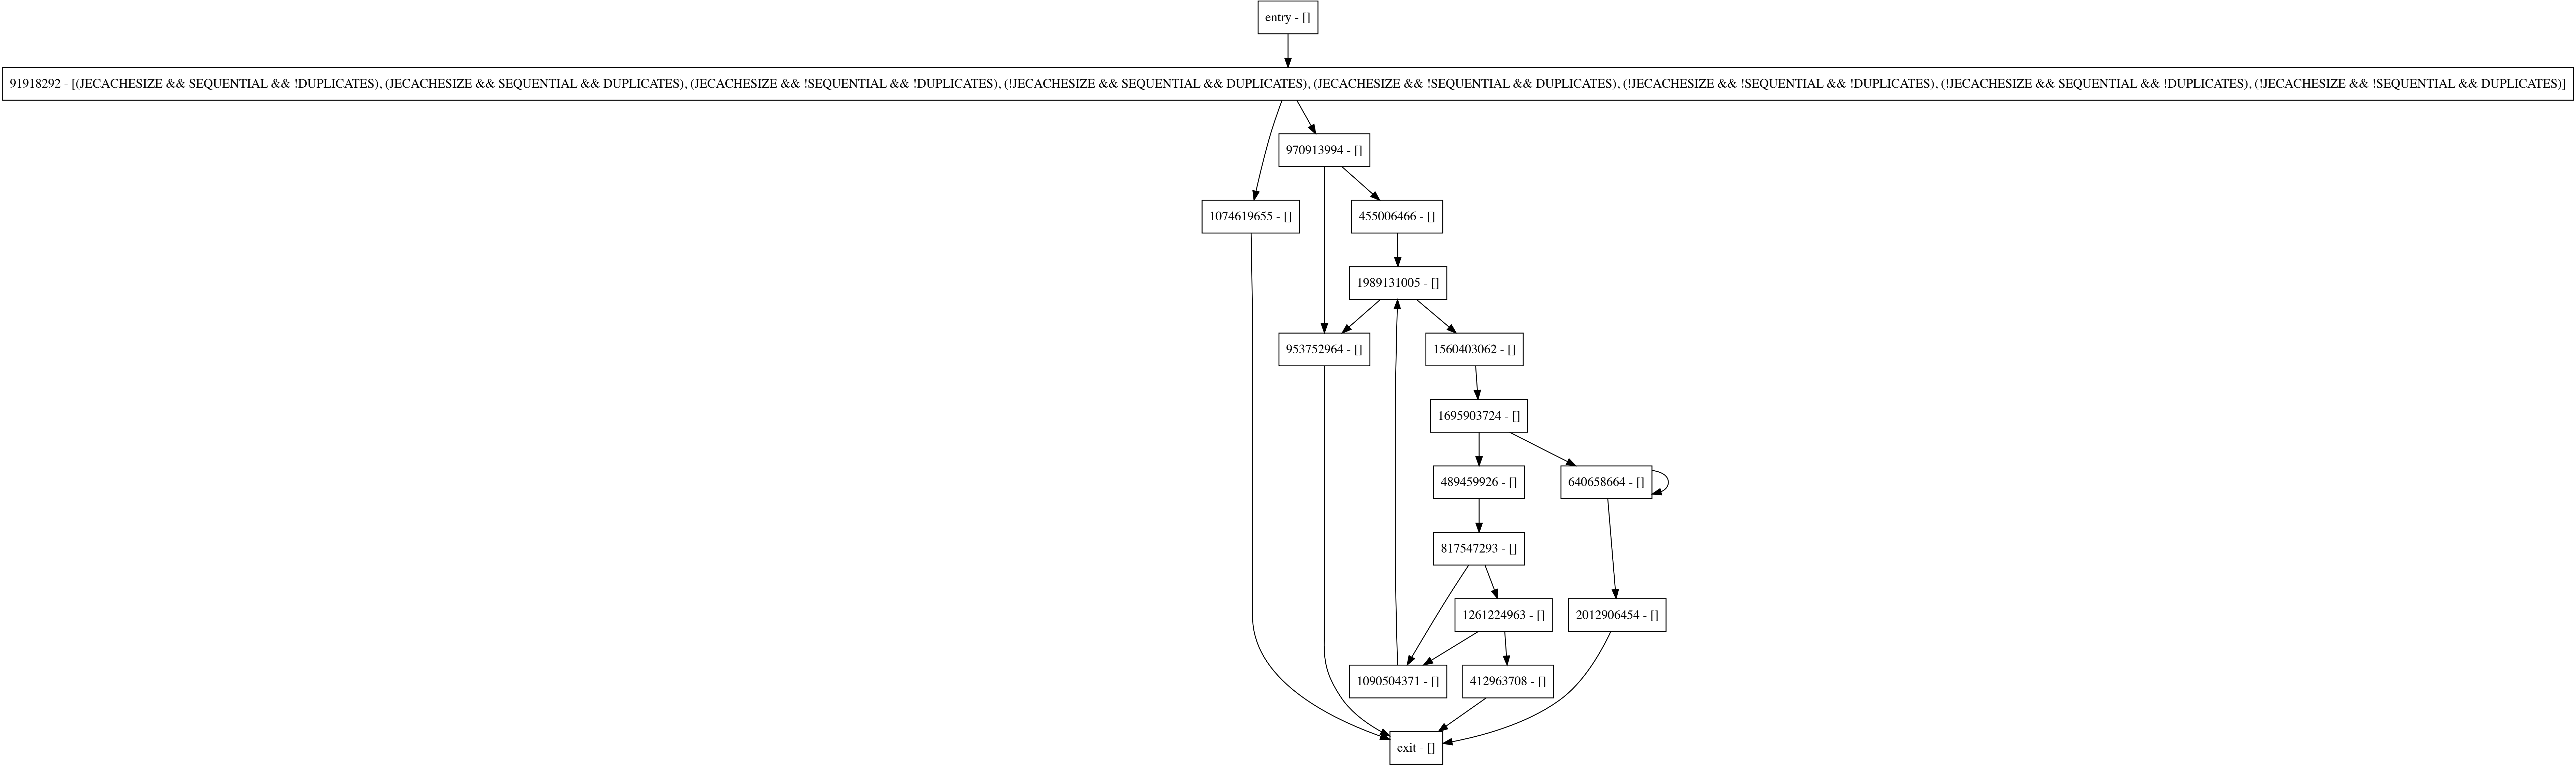 entry - []
91918292 - [(JECACHESIZE && SEQUENTIAL && !DUPLICATES), (JECACHESIZE && SEQUENTIAL && DUPLICATES), (JECACHESIZE && !SEQUENTIAL && !DUPLICATES), (!JECACHESIZE && SEQUENTIAL && DUPLICATES), (JECACHESIZE && !SEQUENTIAL && DUPLICATES), (!JECACHESIZE && !SEQUENTIAL && !DUPLICATES), (!JECACHESIZE && SEQUENTIAL && !DUPLICATES), (!JECACHESIZE && !SEQUENTIAL && DUPLICATES)]
970913994 - []
1074619655 - []
455006466 - []
1989131005 - []
953752964 - []
1560403062 - []
1695903724 - []
489459926 - []
640658664 - []
817547293 - []
1261224963 - []
2012906454 - []
1090504371 - []
412963708 - []
exit - []